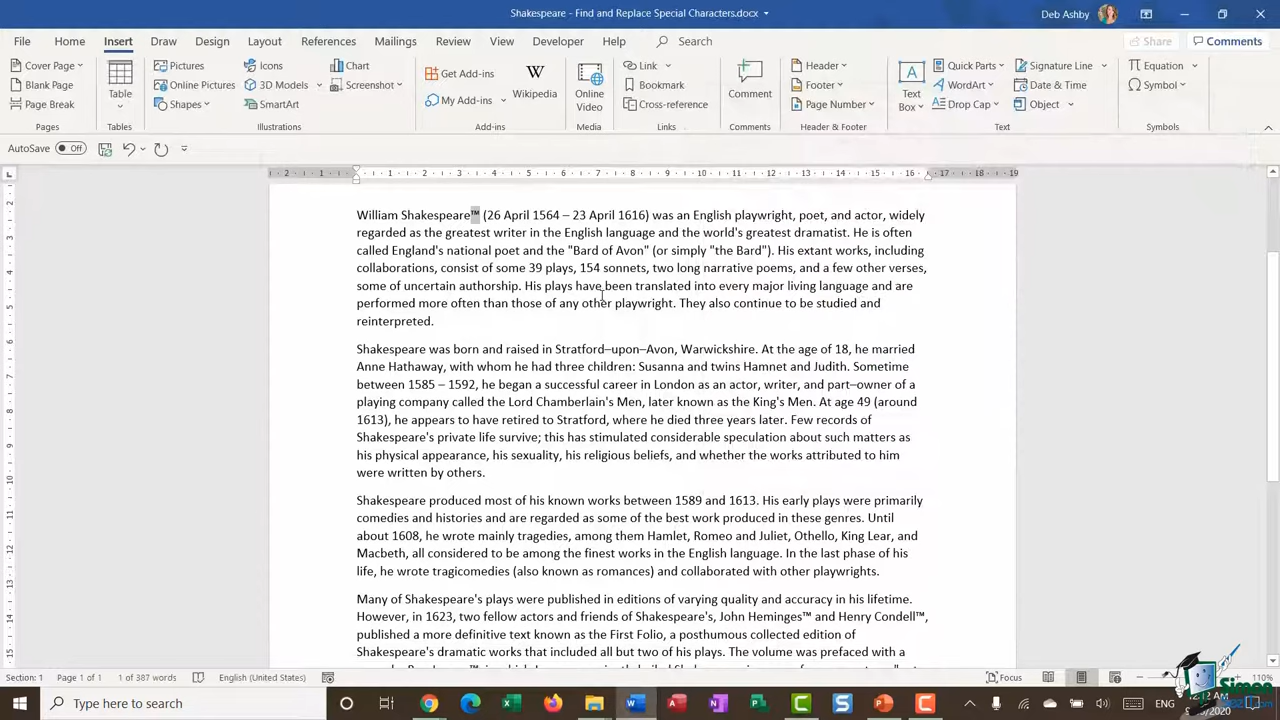 Shakespeare - Find and Replace Special Characters.docx
Deb Ashby
File Home Insert Draw Design Layout References Mailings Review View Developer Help Search Share Comments
Cover Page
Blank Page
Page Break
Pages
Table
Tables
Pictures
Online Pictures
Shapes
Icons
3D Models
SmartArt
Chart
Screenshot
Illustrations
Get Add-ins
My Add-ins
Wikipedia
Add-ins
Online
Video
Media
Link
Bookmark
Cross-reference
Links
Comment
Comments
Header
Footer
Page Number
Header & Footer
Text
Box
Quick Parts
WordArt
Drop Cap
Signature Line
Date & Time
Object
Text
Equation
Symbol
Symbols
AutoSave Off
2 1 1 2 3 4 5 6 7 8 9 10 11 12 13 14 15 16 17 18 19
William Shakespeare™ (26 April 1564 – 23 April 1616) was an English playwright, poet, and actor, widely
regarded as the greatest writer in the English language and the world's greatest dramatist. He is often
called England's national poet and the "Bard of Avon" (or simply "the Bard"). His extant works, including
collaborations, consist of some 39 plays, 154 sonnets, two long narrative poems, and a few other verses,
some of uncertain authorship. His plays have been translated into every major living language and are
performed more often than those of any other playwright. They also continue to be studied and
reinterpreted.
Shakespeare was born and raised in Stratford–upon–Avon, Warwickshire. At the age of 18, he married
Anne Hathaway, with whom he had three children: Susanna and twins Hamnet and Judith. Sometime
between 1585 – 1592, he began a successful career in London as an actor, writer, and part–owner of a
playing company called the Lord Chamberlain's Men, later known as the King's Men. At age 49 (around
1613), he appears to have retired to Stratford, where he died three years later. Few records of
Shakespeare's private life survive; this has stimulated considerable speculation about such matters as
his physical appearance, his sexuality, his religious beliefs, and whether the works attributed to him
were written by others.
Shakespeare produced most of his known works between 1589 and 1613. His early plays were primarily
comedies and histories and are regarded as some of the best work produced in these genres. Until
about 1608, he wrote mainly tragedies, among them Hamlet, Romeo and Juliet, Othello, King Lear, and
Macbeth, all considered to be among the finest works in the English language. In the last phase of his
life, he wrote tragicomedies (also known as romances) and collaborated with other playwrights.
Many of Shakespeare's plays were published in editions of varying quality and accuracy in his lifetime.
However, in 1623, two fellow actors and friends of Shakespeare's, John Heminges™ and Henry Condell™,
published a more definitive text known as the First Folio, a posthumous collected edition of
Shakespeare's dramatic works that included all but two of his plays. The volume was prefaced with a
Section: 1 Page 1 of 1 1 of 387 words English (United States) Focus 110%
Type here to search
ENG